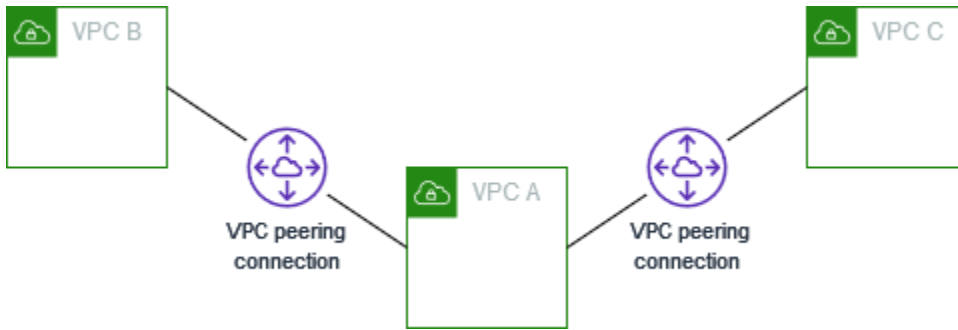 VPC B
VPC C
VPC A
VPC peering
connection
VPC peering
connection